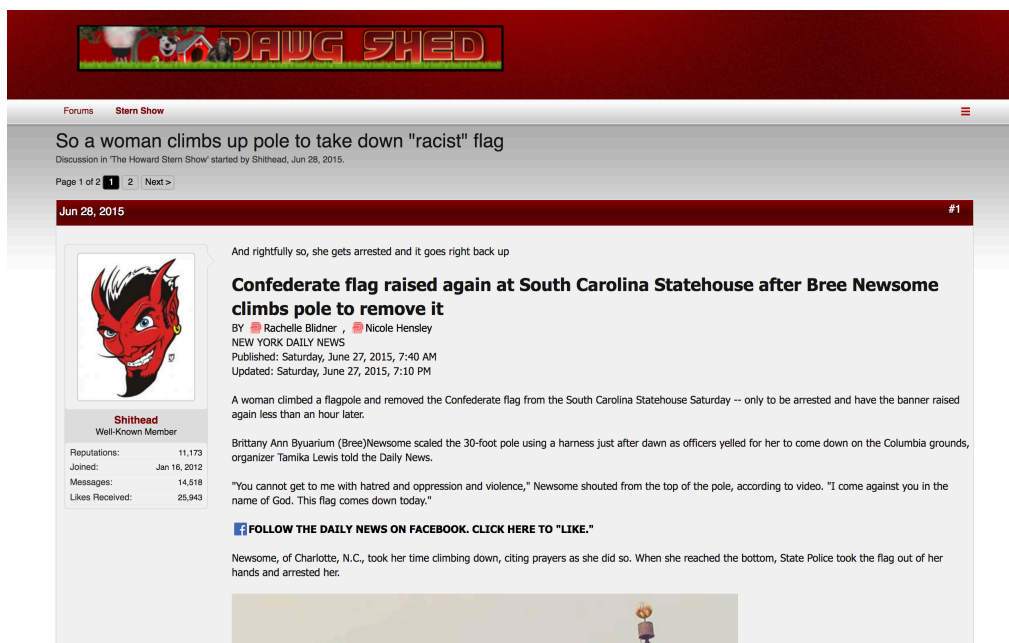 DAWG SHED
Forums Stern Show
So a woman climbs up pole to take down "racist" flag
Discussion in 'The Howard Stern Show' started by Shithead, Jun 28, 2015.
Page 1 of 2 1 2 Next >
Jun 28, 2015 #1
And rightfully so, she gets arrested and it goes right back up
Confederate flag raised again at South Carolina Statehouse after Bree Newsome
climbs pole to remove it
BY Rachelle Blidner , Nicole Hensley
NEW YORK DAILY NEWS
Published: Saturday, June 27, 2015, 7:40 AM
Updated: Saturday, June 27, 2015, 7:10 PM
A woman climbed a flagpole and removed the Confederate flag from the South Carolina Statehouse Saturday -- only to be arrested and have the banner raised
again less than an hour later.
Brittany Ann Byuarium (Bree)Newsome scaled the 30-foot pole using a harness just after dawn as officers yelled for her to come down on the Columbia grounds,
organizer Tamika Lewis told the Daily News.
"You cannot get to me with hatred and oppression and violence," Newsome shouted from the top of the pole, according to video. "I come against you in the
name of God. This flag comes down today."
FOLLOW THE DAILY NEWS ON FACEBOOK. CLICK HERE TO "LIKE."
Newsome, of Charlotte, N.C., took her time climbing down, citing prayers as she did so. When she reached the bottom, State Police took the flag out of her
hands and arrested her.
Shithead
Well-Known Member
Reputations: 11,173
Joined: Jan 16, 2012
Messages: 14,518
Likes Received: 25,943